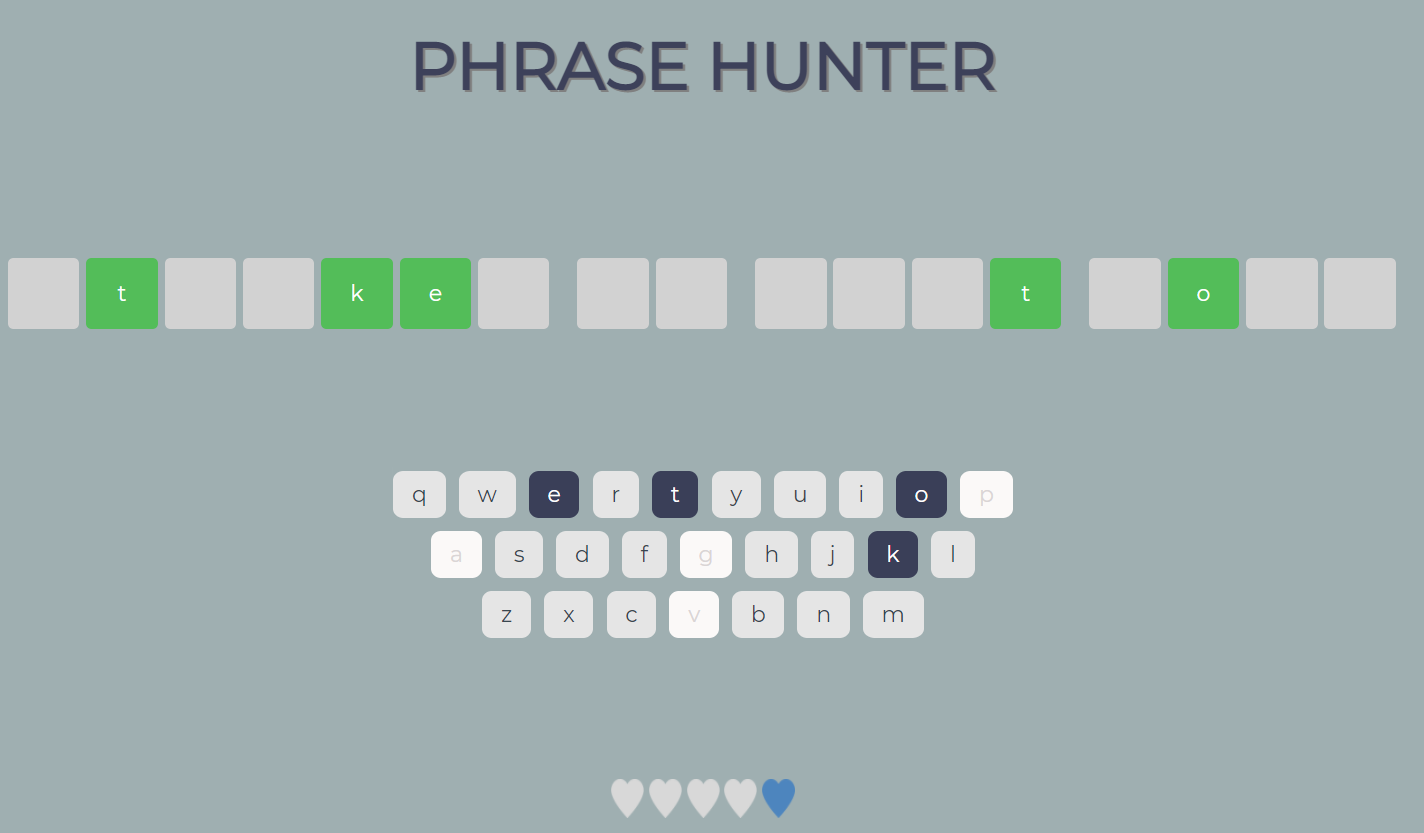 PHRASE HUNTER
t k e t o
q w e r t y u i o p
a s d f g h j k l
z x c v b n m